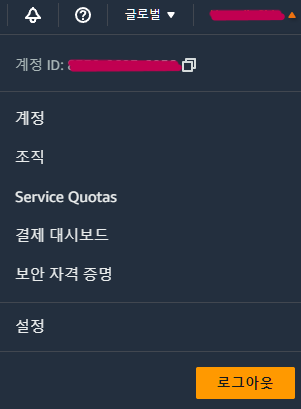 글로벌 ▼
계정 ID:
계정
조직
Service Quotas
결제 대시보드
보안 자격 증명
설정
로그아웃